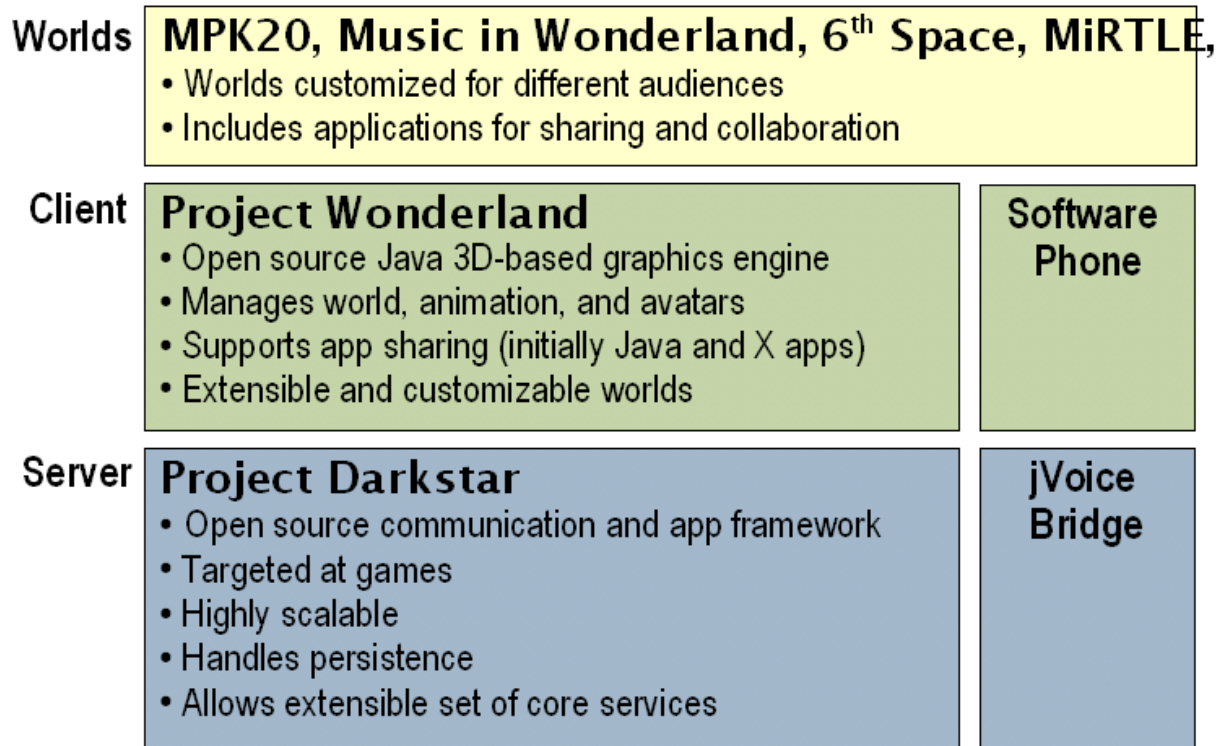 Worlds
MPK20, Music in Wonderland, 6th Space, MiRTLE,
• Worlds customized for different audiences
• Includes applications for sharing and collaboration
Client
Project Wonderland
• Open source Java 3D-based graphics engine
• Manages world, animation, and avatars
• Supports app sharing (initially Java and X apps)
• Extensible and customizable worlds
Software
Phone
Server
Project Darkstar
• Open source communication and app framework
• Targeted at games
• Highly scalable
• Handles persistence
• Allows extensible set of core services
jVoice
Bridge